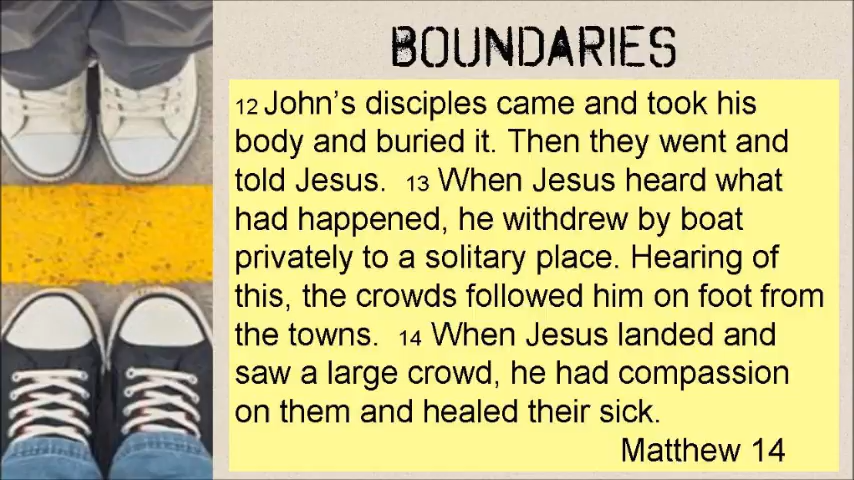 BOUNDARIES
12 John’s disciples came and took his
body and buried it. Then they went and
told Jesus. 13 When Jesus heard what
had happened, he withdrew by boat
privately to a solitary place. Hearing of
this, the crowds followed him on foot from
the towns. 14 When Jesus landed and
saw a large crowd, he had compassion
on them and healed their sick.
Matthew 14